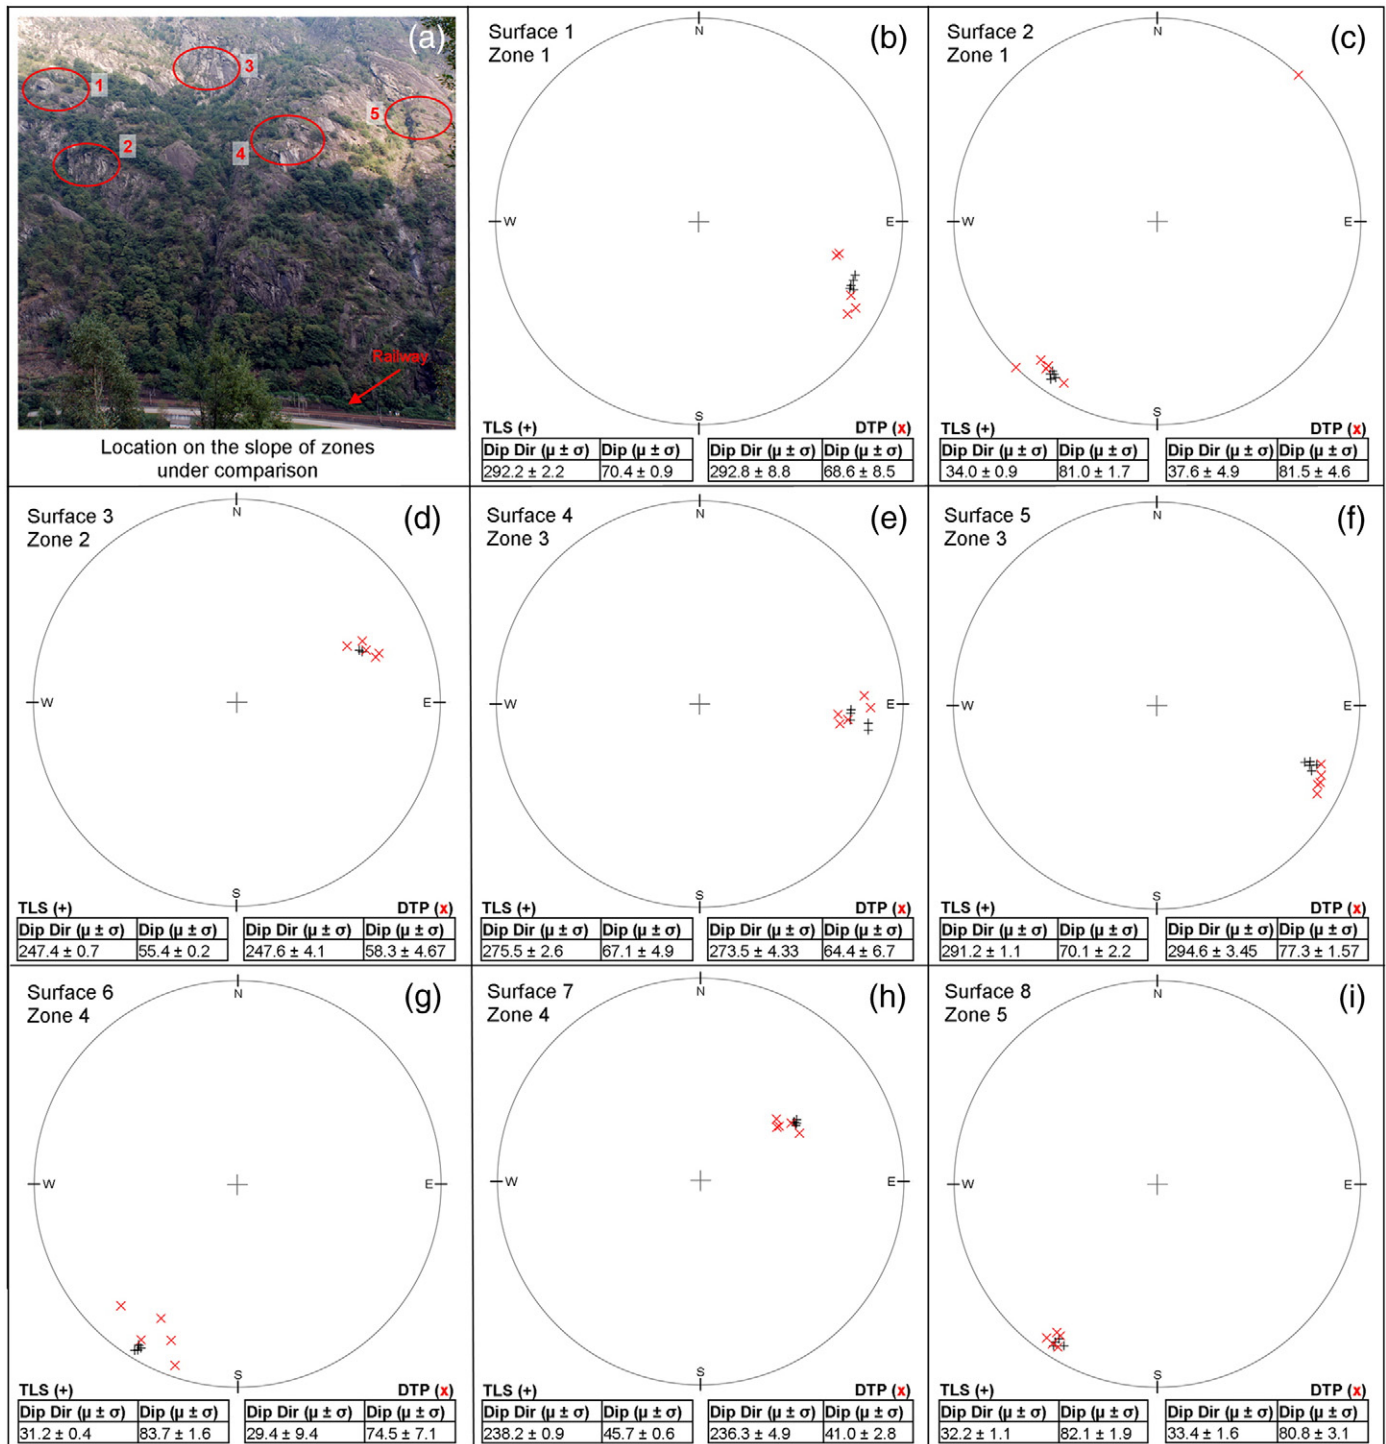 (a)
1
2
3
4
5
Railway
Location on the slope of zones
under comparison
Surface 1
Zone 1
(b)
N
W
E
S
TLS (+)
DTP (x)
Dip Dir (μ ± σ) Dip (μ ± σ) Dip Dir (μ ± σ) Dip (μ ± σ)
292.2 ± 2.2 70.4 ± 0.9 292.8 ± 8.8 68.6 ± 8.5
Surface 2
Zone 1
(c)
N
W
E
S
TLS (+)
DTP (x)
Dip Dir (μ ± σ) Dip (μ ± σ) Dip Dir (μ ± σ) Dip (μ ± σ)
34.0 ± 0.9 81.0 ± 1.7 37.6 ± 4.9 81.5 ± 4.6
Surface 3
Zone 2
(d)
N
W
E
S
TLS (+)
DTP (x)
Dip Dir (μ ± σ) Dip (μ ± σ) Dip Dir (μ ± σ) Dip (μ ± σ)
247.4 ± 0.7 55.4 ± 0.2 247.6 ± 4.1 58.3 ± 4.67
Surface 4
Zone 3
(e)
N
W
E
S
TLS (+)
DTP (x)
Dip Dir (μ ± σ) Dip (μ ± σ) Dip Dir (μ ± σ) Dip (μ ± σ)
275.5 ± 2.6 67.1 ± 4.9 273.5 ± 4.33 64.4 ± 6.7
Surface 5
Zone 3
(f)
N
W
E
S
TLS (+)
DTP (x)
Dip Dir (μ ± σ) Dip (μ ± σ) Dip Dir (μ ± σ) Dip (μ ± σ)
291.2 ± 1.1 70.1 ± 2.2 294.6 ± 3.45 77.3 ± 1.57
Surface 6
Zone 4
(g)
N
W
E
S
TLS (+)
DTP (x)
Dip Dir (μ ± σ) Dip (μ ± σ) Dip Dir (μ ± σ) Dip (μ ± σ)
31.2 ± 0.4 83.7 ± 1.6 29.4 ± 9.4 74.5 ± 7.1
Surface 7
Zone 4
(h)
N
W
E
S
TLS (+)
DTP (x)
Dip Dir (μ ± σ) Dip (μ ± σ) Dip Dir (μ ± σ) Dip (μ ± σ)
238.2 ± 0.9 45.7 ± 0.6 236.3 ± 4.9 41.0 ± 2.8
Surface 8
Zone 5
(i)
N
W
E
S
TLS (+)
DTP (x)
Dip Dir (μ ± σ) Dip (μ ± σ) Dip Dir (μ ± σ) Dip (μ ± σ)
32.2 ± 1.1 82.1 ± 1.9 33.4 ± 1.6 80.8 ± 3.1